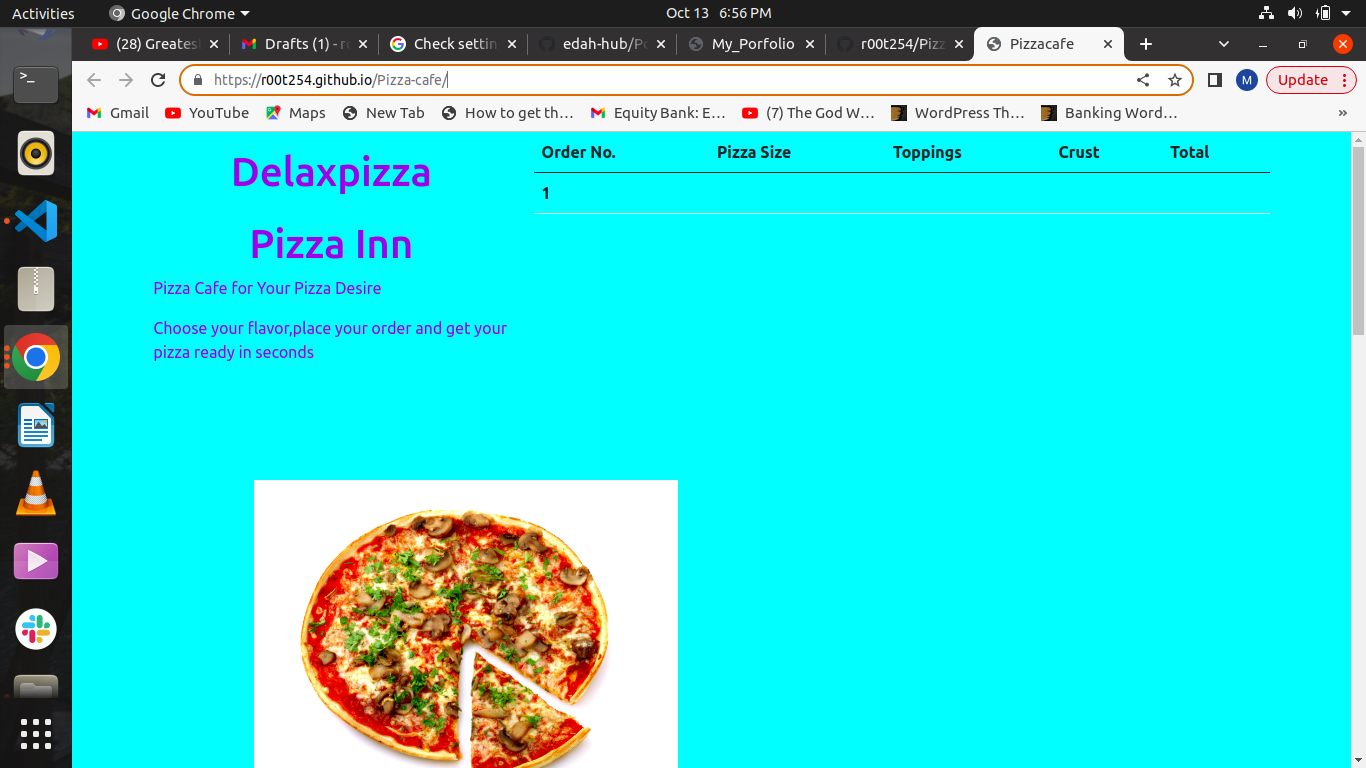 Activities Google Chrome Oct 13 6:56 PM
(28) Greates Drafts (1) - r Check settin edah-hub/Po My_Porfolio r00t254/Pizz Pizzacafe
https://r00t254.github.io/Pizza-cafe/ M Update
Gmail YouTube Maps New Tab How to get th… Equity Bank: E… (7) The God W… WordPress Th… Banking Word… »
Order No. Pizza Size Toppings Crust Total
1
Delaxpizza
Pizza Inn
Pizza Cafe for Your Pizza Desire
Choose your flavor,place your order and get your
pizza ready in seconds